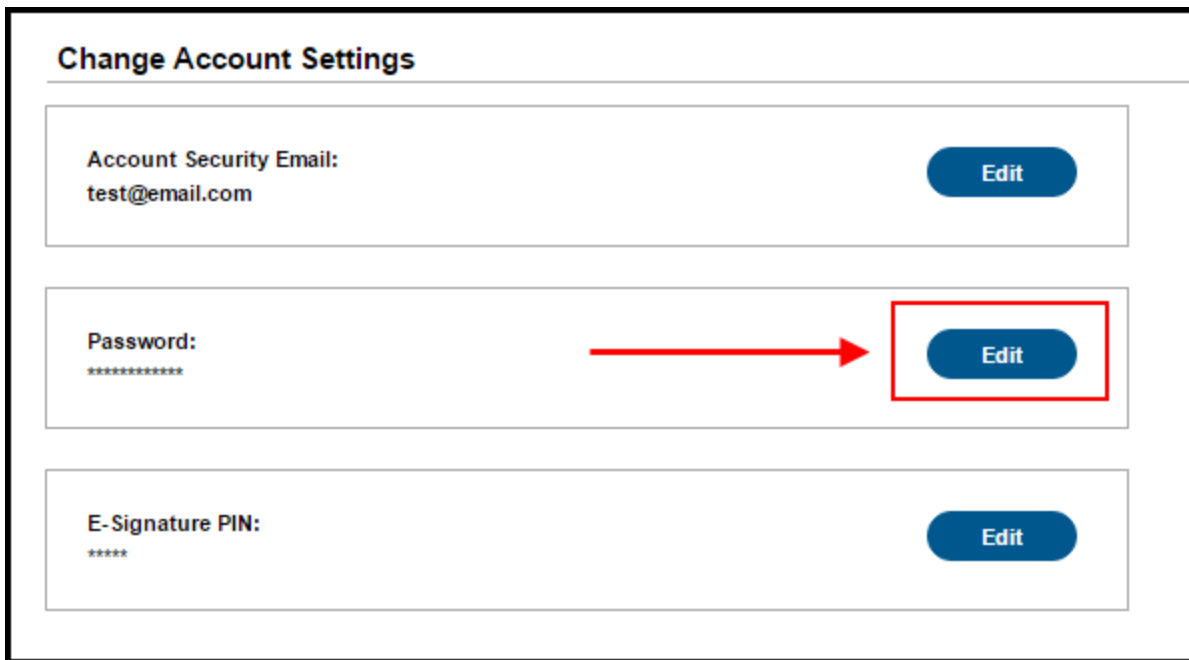 Change Account Settings
Account Security Email:
test@email.com
Edit
Password:
************
Edit
E-Signature PIN:
*****
Edit